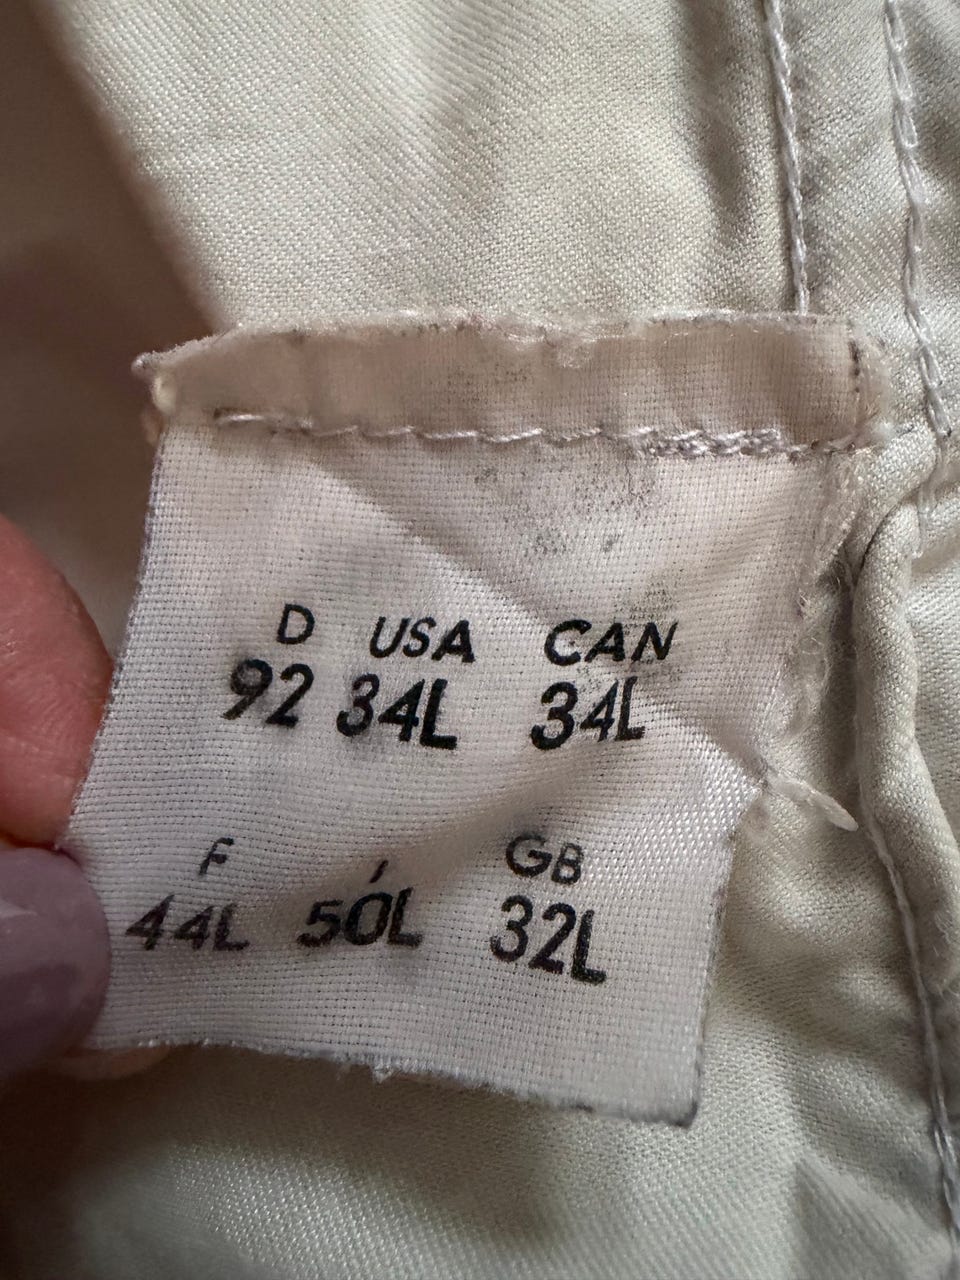 D USA CAN
92 34L 34L
F I GB
44L 50L 32L